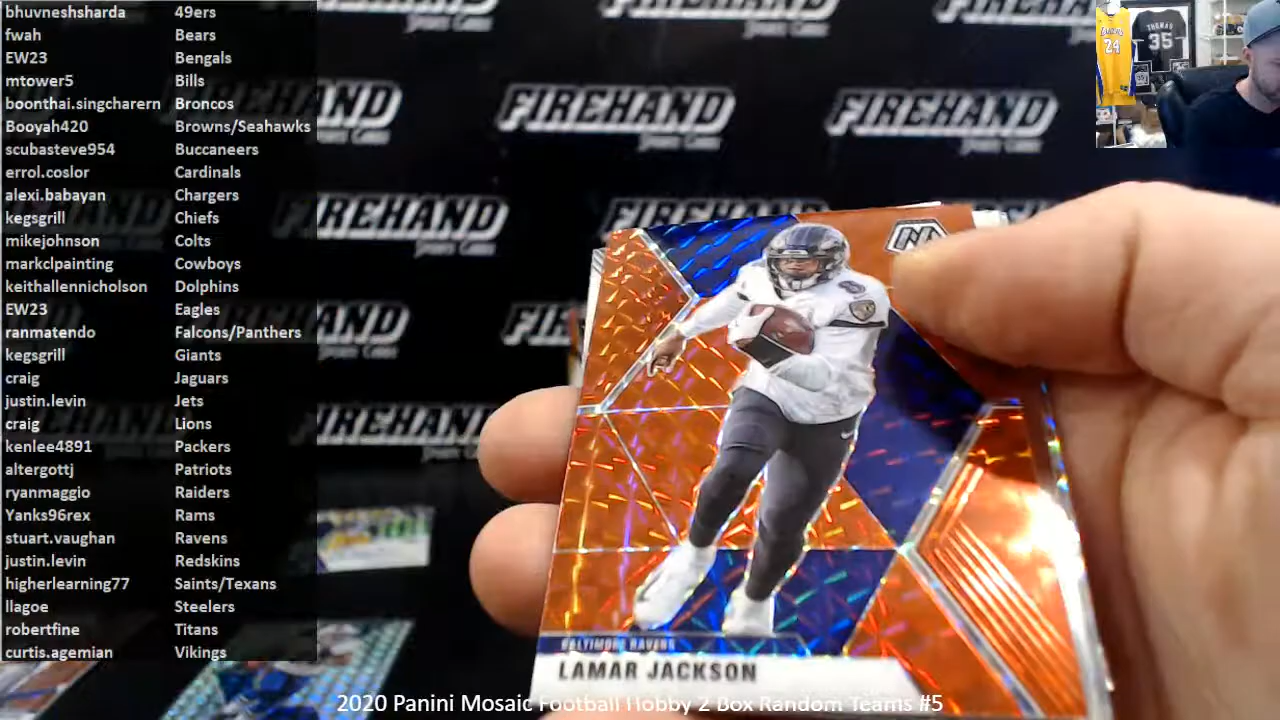 bhuvneshsharda 49ers
fwah Bears
EW23 Bengals
mtower5 Bills
boonthai.singcharern Broncos
Booyah420 Browns/Seahawks
scubasteve954 Buccaneers
errol.coslor Cardinals
alexi.babayan Chargers
kegsgrill Chiefs
mikejohnson Colts
markclpainting Cowboys
keithallennicholson Dolphins
EW23 Eagles
ranmatendo Falcons/Panthers
kegsgrill Giants
craig Jaguars
justin.levin Jets
craig Lions
kenlee4891 Packers
altergottj Patriots
ryanmaggio Raiders
Yanks96rex Rams
stuart.vaughan Ravens
justin.levin Redskins
higherlearning77 Saints/Texans
llagoe Steelers
robertfine Titans
curtis.agemian Vikings
FIREHAND
FIREHAND
FIREHAND
FIREHAND
THOMAS
35
24
BALTIMORE RAVENS
LAMAR JACKSON
2020 Panini Mosaic Football Hobby 2 Box Random Teams #5